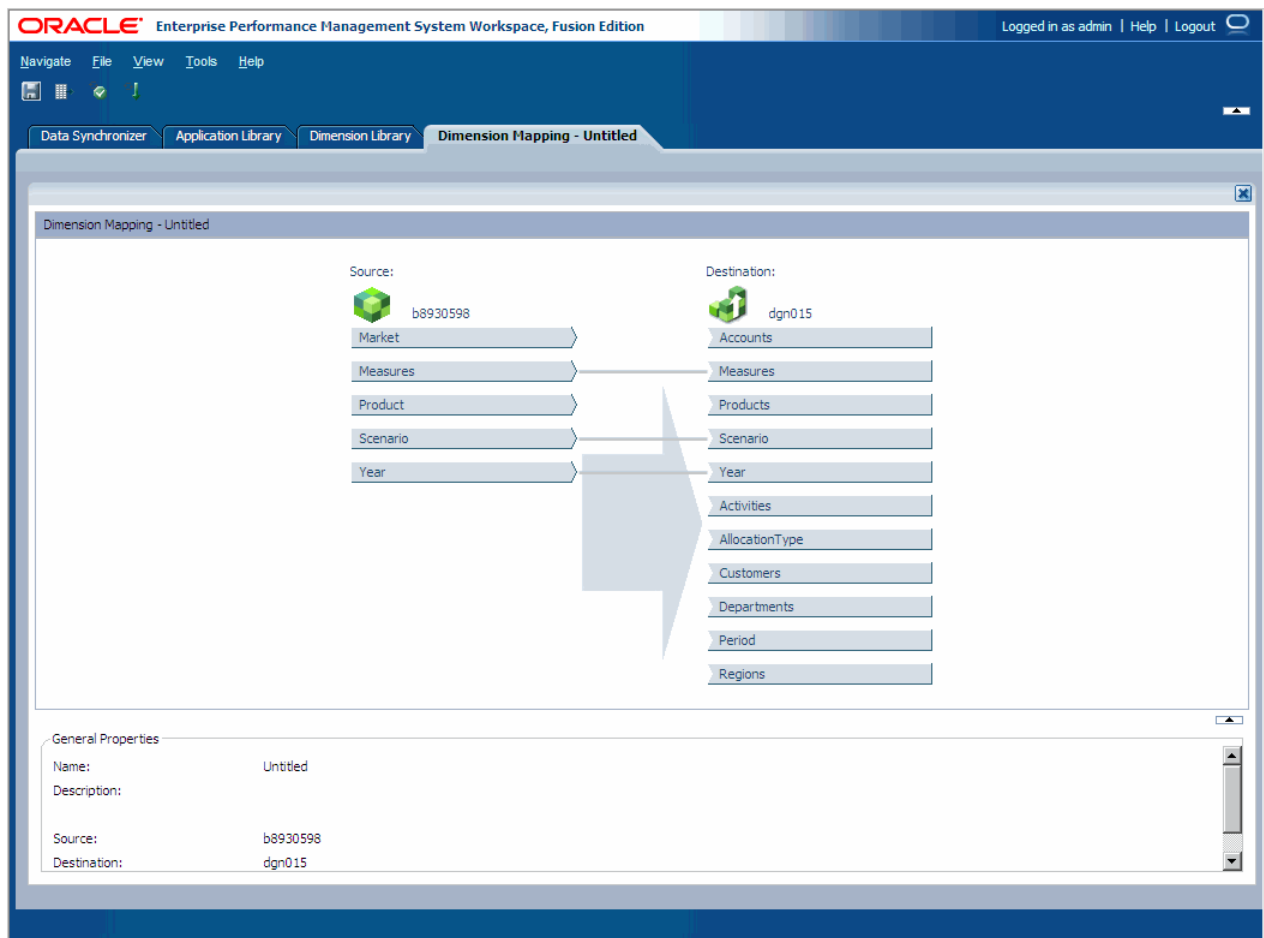 ORACLE Enterprise Performance Management System Workspace, Fusion Edition Logged in as admin | Help | Logout
Navigate File View Tools Help
Data Synchronizer Application Library Dimension Library Dimension Mapping - Untitled
Dimension Mapping - Untitled
Source: Destination:
b8930598 dgn015
Market Accounts
Measures Measures
Product Products
Scenario Scenario
Year Year
Activities
AllocationType
Customers
Departments
Period
Regions
General Properties
Name: Untitled
Description:
Source: b8930598
Destination: dgn015